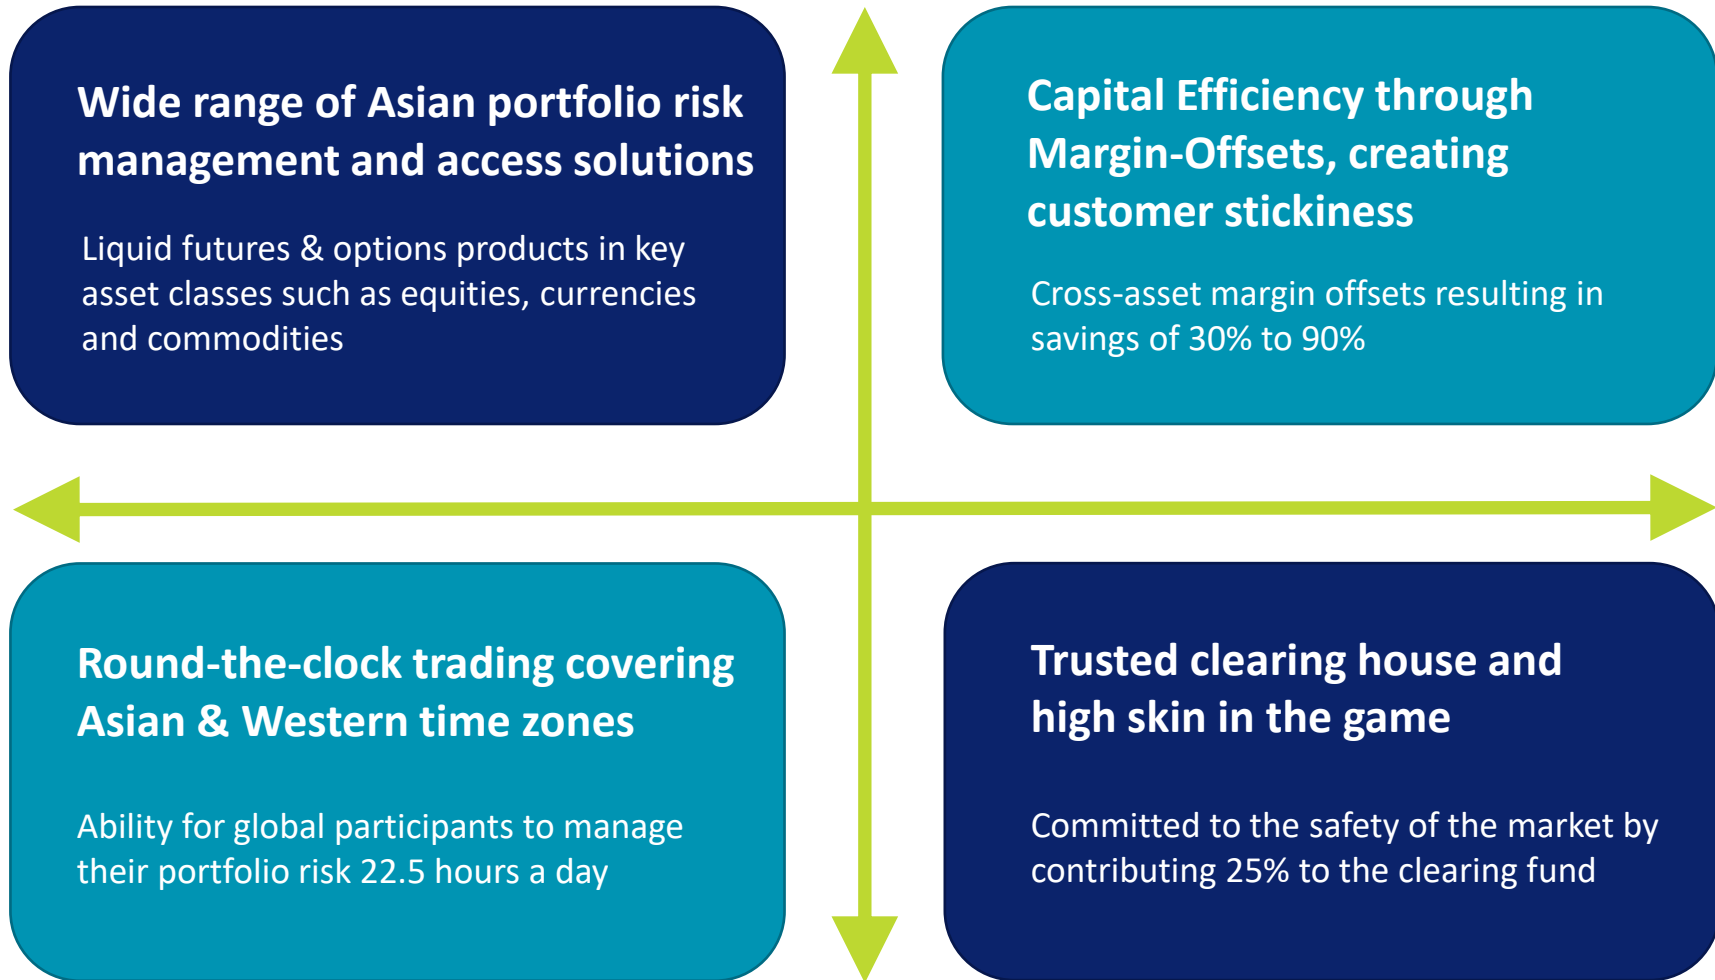 Wide range of Asian portfolio risk
management and access solutions
Liquid futures & options products in key
asset classes such as equities, currencies
and commodities
Capital Efficiency through
Margin-Offsets, creating
customer stickiness
Cross-asset margin offsets resulting in
savings of 30% to 90%
Round-the-clock trading covering
Asian & Western time zones
Ability for global participants to manage
their portfolio risk 22.5 hours a day
Trusted clearing house and
high skin in the game
Committed to the safety of the market by
contributing 25% to the clearing fund